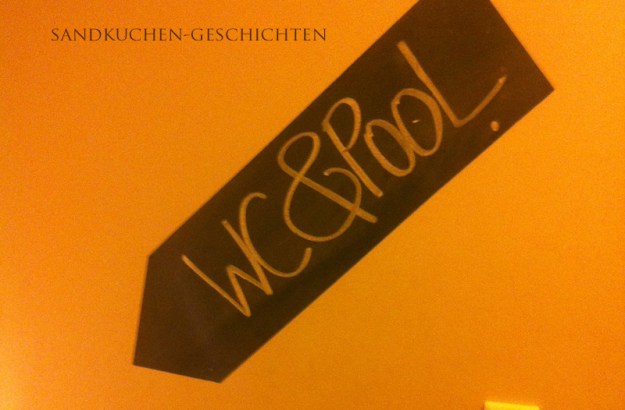 SANDKUCHEN-GESCHICHTEN
WC & POOL